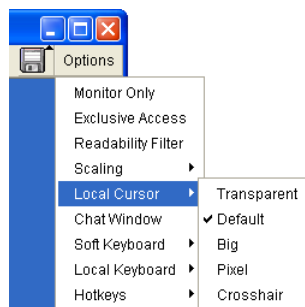 Options
Monitor Only
Exclusive Access
Readability Filter
Scaling
Local Cursor
Chat Window
Soft Keyboard
Local Keyboard
Hotkeys
Transparent
Default
Big
Pixel
Crosshair